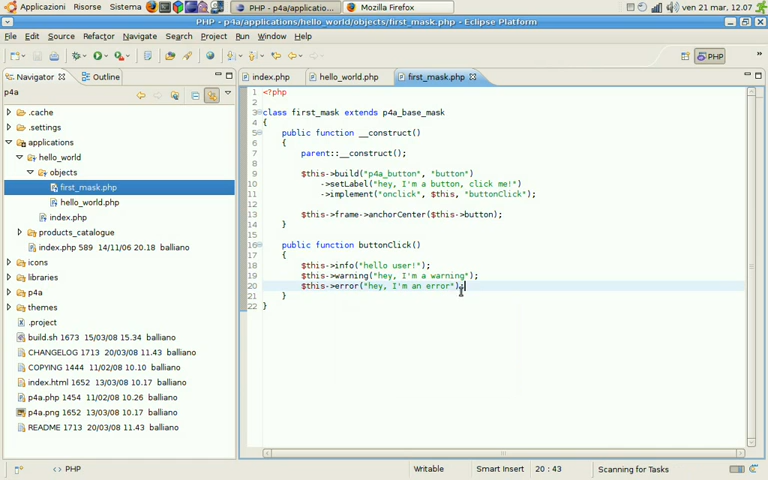 Applicazioni Risorse Sistema PHP - p4a/applications... Mozilla Firefox ven 21 mar, 12.07
PHP - p4a/applications/hello_world/objects/first_mask.php - Eclipse Platform
File Edit Source Refactor Navigate Search Project Run Window Help
PHP
Navigator Outline
p4a
.cache
.settings
applications
hello_world
objects
first_mask.php
hello_world.php
index.php
products_catalogue
index.php 589 14/11/06 20.18 balliano
icons
libraries
p4a
themes
.project
build.sh 1673 15/03/08 15.34 balliano
CHANGELOG 1713 20/03/08 11.43 balliano
COPYING 1444 11/02/08 10.10 balliano
index.html 1652 13/03/08 10.17 balliano
p4a.php 1454 11/02/08 10.26 balliano
p4a.png 1652 13/03/08 10.17 balliano
README 1713 20/03/08 11.43 balliano
index.php hello_world.php first_mask.php
1 <?php
2
3 class first_mask extends p4a_base_mask
4 {
5 public function __construct()
6 {
7 parent::__construct();
8
9 $this->build("p4a_button", "button")
10 ->setLabel("hey, I'm a button, click me!")
11 ->implement("onclick", $this, "buttonClick");
12
13 $this->frame->anchorCenter($this->button);
14 }
15
16 public function buttonClick()
17 {
18 $this->info("hello user!");
19 $this->warning("hey, I'm a warning");
20 $this->error("hey, I'm an error");
21 }
22 }
PHP Writable Smart Insert 20 : 43 Scanning for Tasks